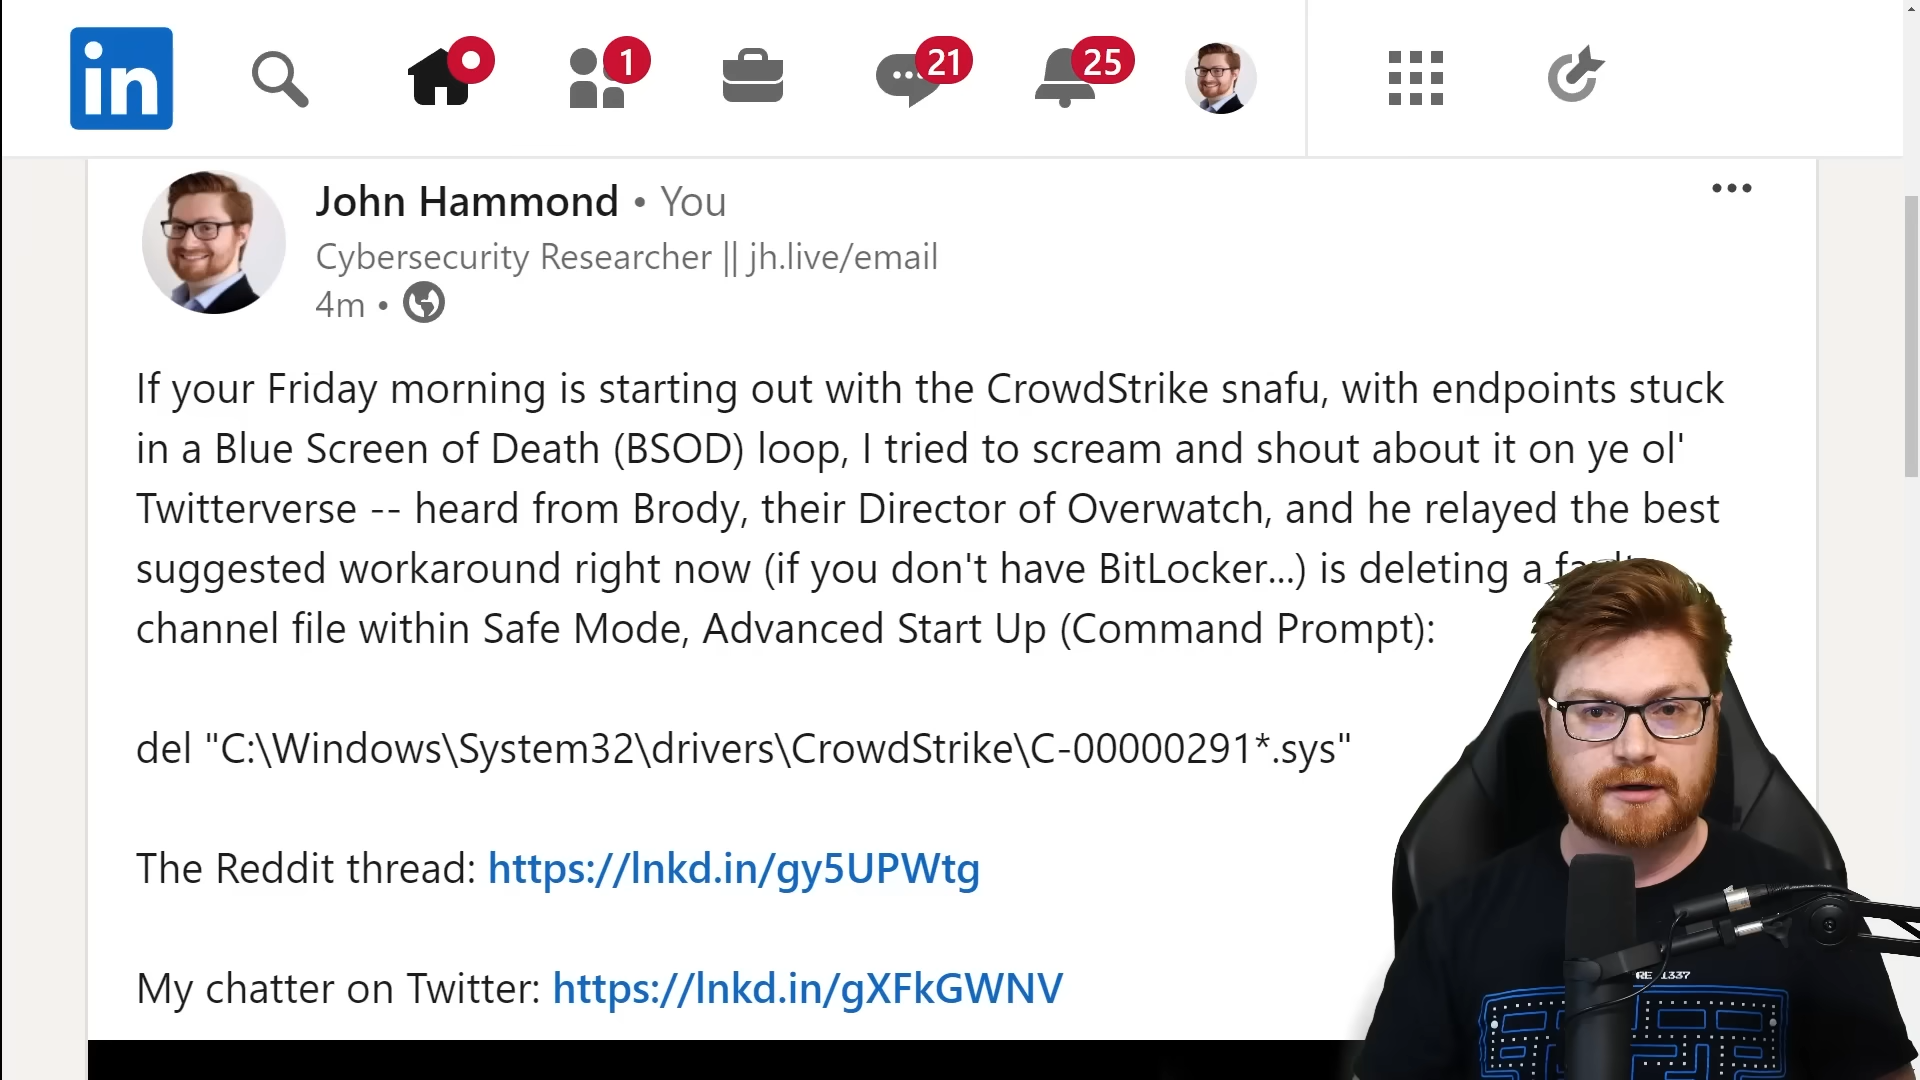 in
1
21
25
John Hammond • You
Cybersecurity Researcher || jh.live/email
4m •
If your Friday morning is starting out with the CrowdStrike snafu, with endpoints stuck
in a Blue Screen of Death (BSOD) loop, I tried to scream and shout about it on ye ol'
Twitterverse -- heard from Brody, their Director of Overwatch, and he relayed the best
suggested workaround right now (if you don't have BitLocker...) is deleting a
channel file within Safe Mode, Advanced Start Up (Command Prompt):
del "C:\Windows\System32\drivers\CrowdStrike\C-00000291*.sys"
The Reddit thread: https://lnkd.in/gy5UPWtg
My chatter on Twitter: https://lnkd.in/gXFkGWNV
1337